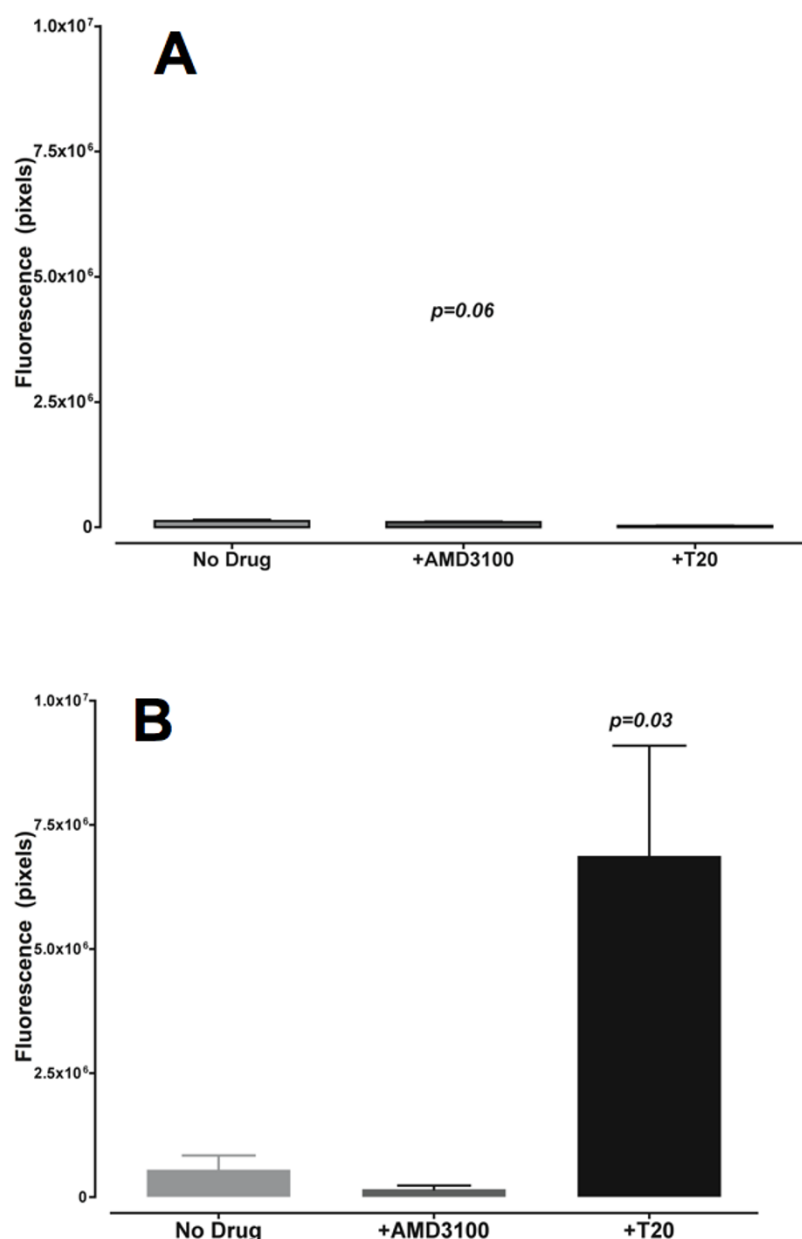 A
1.0x10⁷
7.5x10⁶
5.0x10⁶
2.5x10⁶
0
Fluorescence (pixels)
p=0.06
No Drug +AMD3100 +T20
B
1.0x10⁷
7.5x10⁶
5.0x10⁶
2.5x10⁶
0
Fluorescence (pixels)
p=0.03
No Drug +AMD3100 +T20